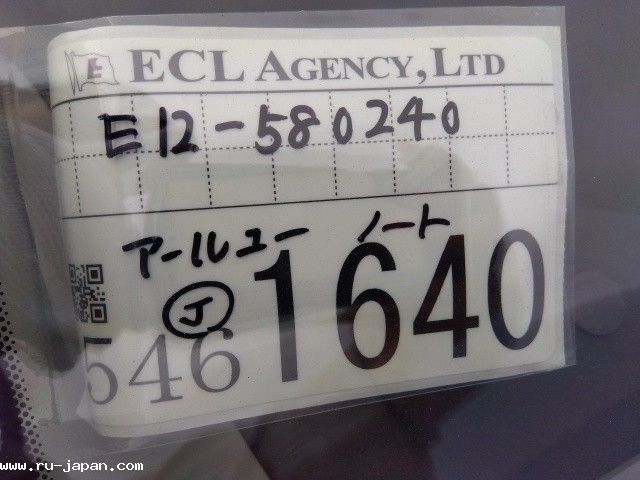 E ECL AGENCY, LTD
E12-580240
アールユー ノート
J
546 1640
www.ru-japan.com